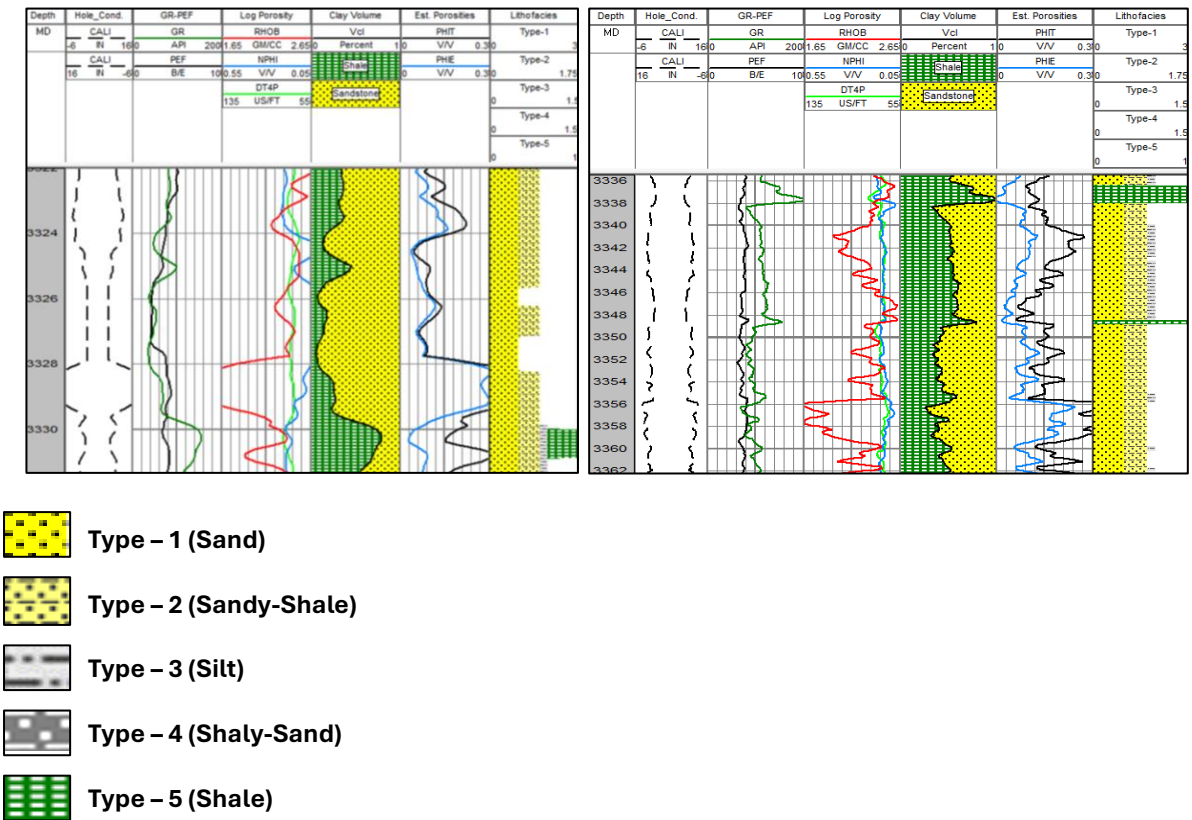 Depth Hole_Cond. GR-PEF Log Porosity Clay Volume Est. Porosities Lithofacies
MD CALI GR RHOB Vcl PHIT Type-1
-6 IN 16 0 API 200 1.65 GM/CC 2.65 0 Percent 1 0 V/V 0.3 0 3
CALI PEF NPHI Shale PHIE Type-2
16 IN -6 0 B/E 10 0.55 V/V 0.05 0 V/V 0.3 0 1.75
DT4P Sandstone Type-3
135 US/FT 55 0 1.5
Type-4
0 1.5
Type-5
0 1
3322
3324
3326
3328
3330
Depth Hole_Cond. GR-PEF Log Porosity Clay Volume Est. Porosities Lithofacies
MD CALI GR RHOB Vcl PHIT Type-1
-6 IN 16 0 API 200 1.65 GM/CC 2.65 0 Percent 1 0 V/V 0.3 0 3
CALI PEF NPHI Shale PHIE Type-2
16 IN -6 0 B/E 10 0.55 V/V 0.05 0 V/V 0.3 0 1.75
DT4P Sandstone Type-3
135 US/FT 55 0 1.5
Type-4
0 1.5
Type-5
0 1
3336
3338
3340
3342
3344
3346
3348
3350
3352
3354
3356
3358
3360
3362
Type – 1 (Sand)
Type – 2 (Sandy-Shale)
Type – 3 (Silt)
Type – 4 (Shaly-Sand)
Type – 5 (Shale)